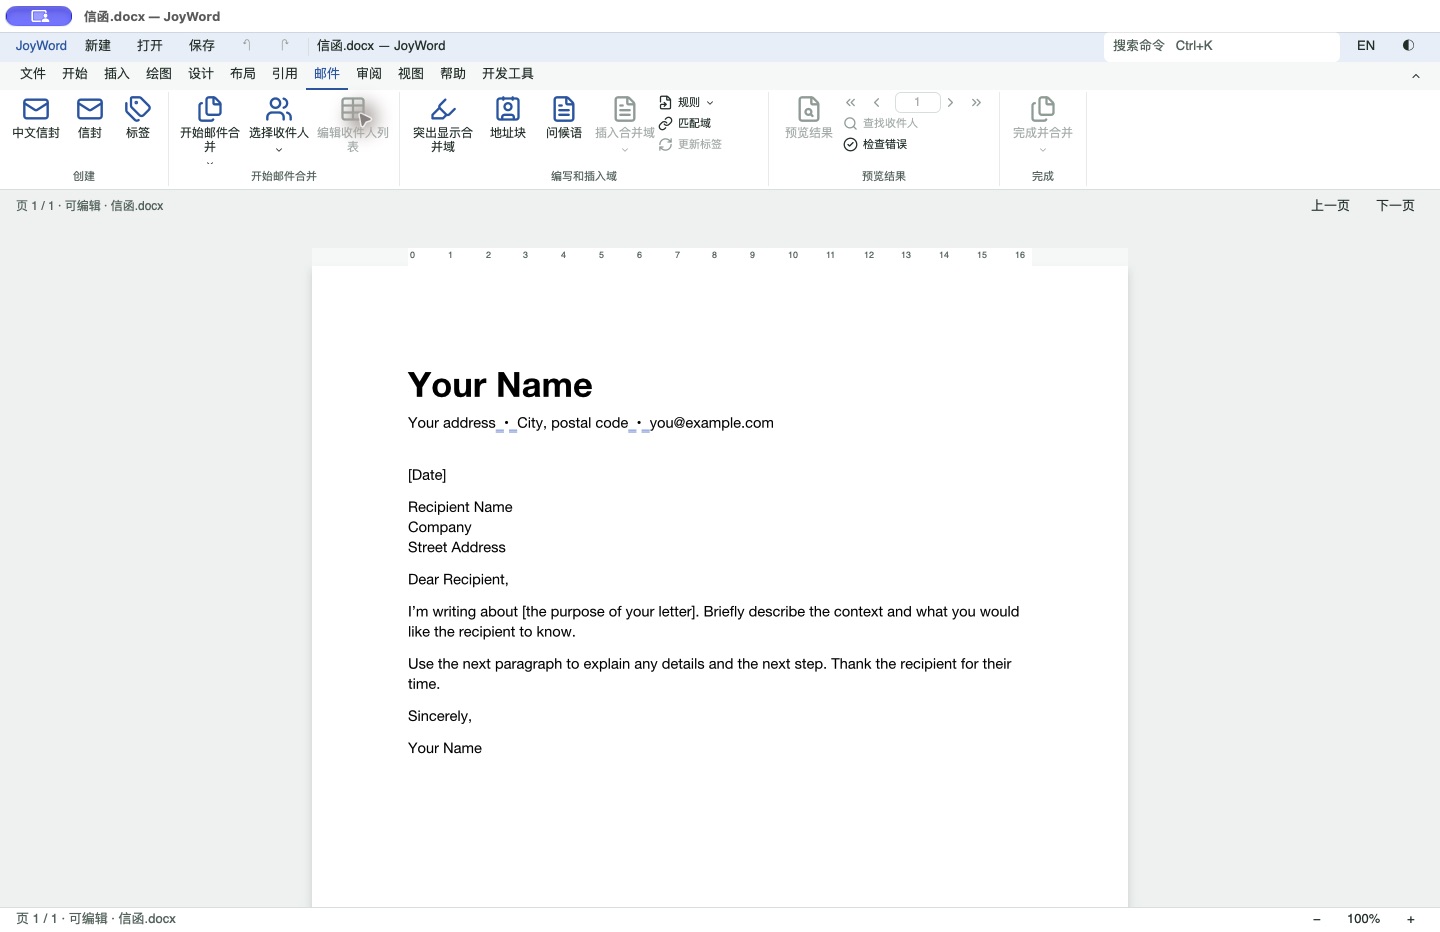 信函.docx — JoyWord
JoyWord 新建 打开 保存 信函.docx — JoyWord 搜索命令 Ctrl+K EN
文件 开始 插入 绘图 设计 布局 引用 邮件 审阅 视图 帮助 开发工具
中文信封 信封 标签
创建
开始邮件合并 选择收件人 编辑收件人列表
开始邮件合并
突出显示合并域 地址块 问候语 插入合并域
规则
匹配域
更新标签
编写和插入域
预览结果
1
查找收件人
检查错误
预览结果
完成并合并
完成
页 1 / 1 · 可编辑 · 信函.docx 上一页 下一页
0 1 2 3 4 5 6 7 8 9 10 11 12 13 14 15 16
Your Name
Your address • City, postal code • you@example.com
[Date]
Recipient Name
Company
Street Address
Dear Recipient,
I’m writing about [the purpose of your letter]. Briefly describe the context and what you would
like the recipient to know.
Use the next paragraph to explain any details and the next step. Thank the recipient for their
time.
Sincerely,
Your Name
页 1 / 1 · 可编辑 · 信函.docx − 100% +